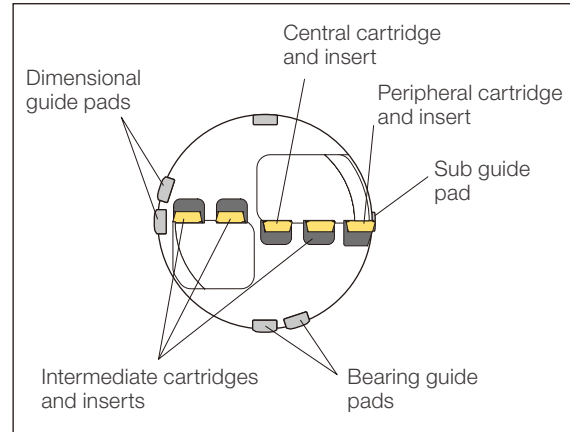 Central cartridge
and insert
Dimensional
guide pads
Peripheral cartridge
and insert
Sub guide
pad
Intermediate cartridges
and inserts
Bearing guide
pads